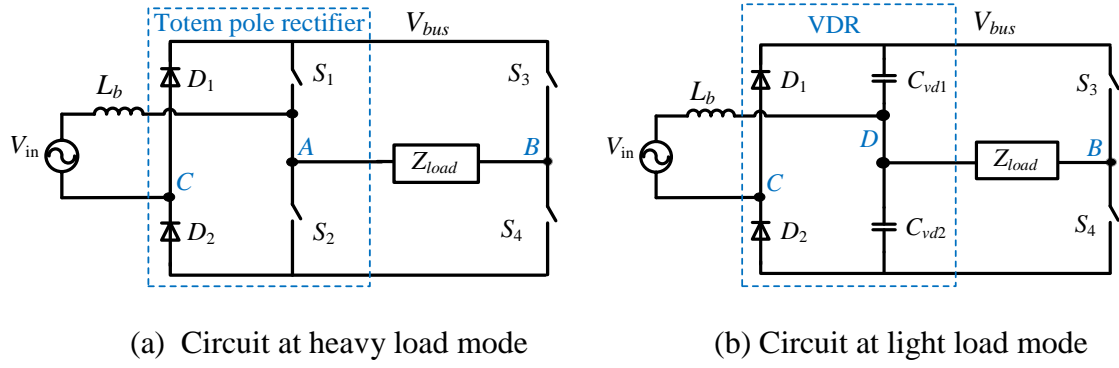 Totem pole rectifier
V_bus
D_1
S_1
S_3
L_b
V_in
A
B
Z_load
C
D_2
S_2
S_4
(a) Circuit at heavy load mode
VDR
V_bus
D_1
C_vd1
S_3
L_b
V_in
D
B
Z_load
C
D_2
C_vd2
S_4
(b) Circuit at light load mode